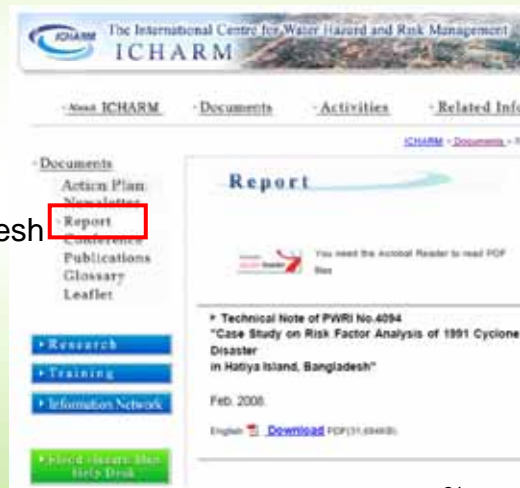 ICHARM
The International Centre for Water Hazard and Risk Management
ICHARM
About ICHARM
- Documents
- Activities
- Related Info
ICHARM - Documents -
- Documents
Action Plan
Newsletter
- Report
Conference
Publications
Glossary
Leaflet
Research
Training
Information Network
Help Desk
esh
Report
You need the Acrobat Reader to read PDF
files
Technical Note of PWRI No.4094
"Case Study on Risk Factor Analysis of 1991 Cyclone
Disaster
in Hatiya Island, Bangladesh"
Feb. 2008.
English Download